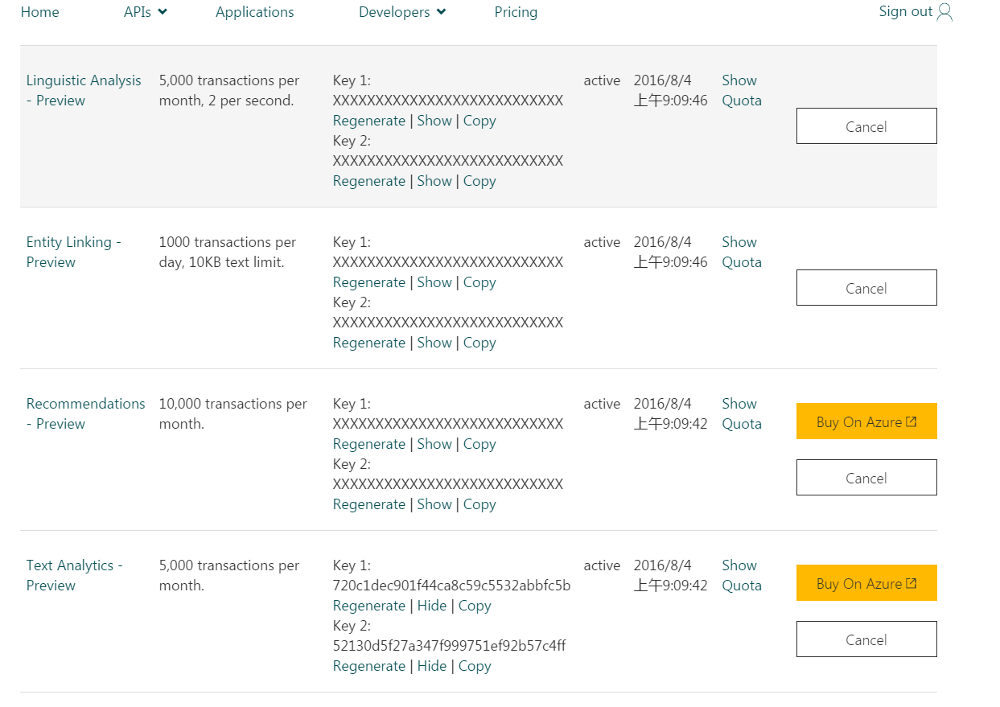 Home APIs Applications Developers Pricing Sign out
Linguistic Analysis 5,000 transactions per Key 1: active 2016/8/4 Show
- Preview month, 2 per second. XXXXXXXXXXXXXXXXXXXXXXXXXXX 上午9:09:46 Quota
Regenerate | Show | Copy Cancel
Key 2:
XXXXXXXXXXXXXXXXXXXXXXXXXXX
Regenerate | Show | Copy
Entity Linking - 1000 transactions per Key 1: active 2016/8/4 Show
Preview day, 10KB text limit. XXXXXXXXXXXXXXXXXXXXXXXXXXX 上午9:09:46 Quota
Regenerate | Show | Copy Cancel
Key 2:
XXXXXXXXXXXXXXXXXXXXXXXXXXX
Regenerate | Show | Copy
Recommendations 10,000 transactions per Key 1: active 2016/8/4 Show
- Preview month. XXXXXXXXXXXXXXXXXXXXXXXXXXX 上午9:09:42 Quota Buy On Azure
Regenerate | Show | Copy
Key 2: Cancel
XXXXXXXXXXXXXXXXXXXXXXXXXXX
Regenerate | Show | Copy
Text Analytics - 5,000 transactions per Key 1: active 2016/8/4 Show
Preview month. 720c1dec901f44ca8c59c5532abbfc5b 上午9:09:42 Quota Buy On Azure
Regenerate | Hide | Copy
Key 2: Cancel
52130d5f27a347f999751ef92b57c4ff
Regenerate | Hide | Copy